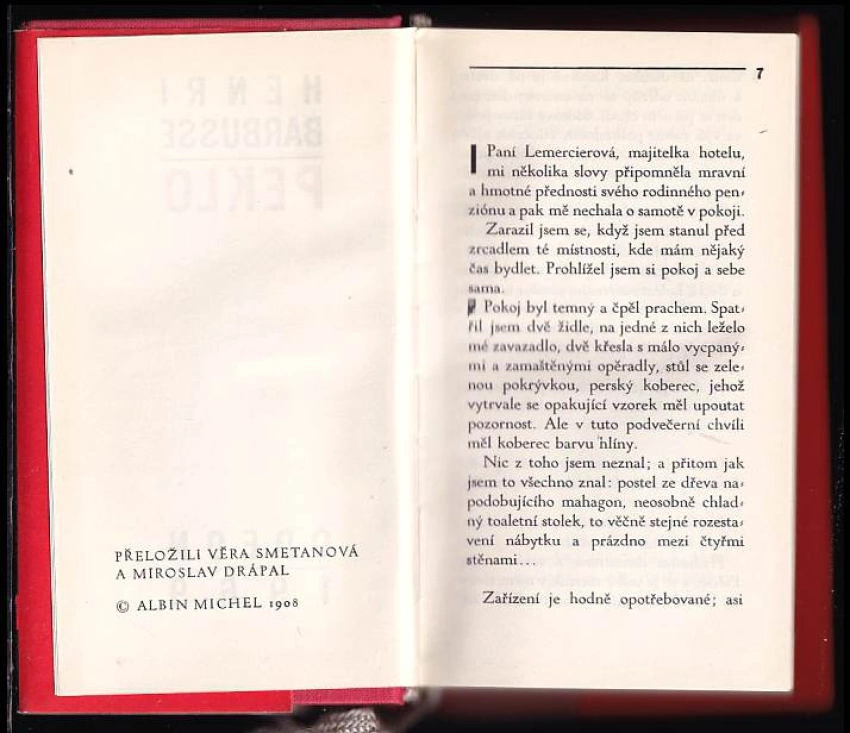 PŘELOŽILI VĚRA SMETANOVÁ
A MIROSLAV DRÁPAL
© ALBIN MICHEL 1908
7
I Paní Lemercierová, majitelka hotelu,
mi několika slovy připomněla mravní
a hmotné přednosti svého rodinného pen-
ziónu a pak mě nechala o samotě v pokoji.
Zarazil jsem se, když jsem stanul před
zrcadlem té místnosti, kde mám nějaký
čas bydlet. Prohlížel jsem si pokoj a sebe
sama.
Pokoj byl temný a čpěl prachem. Spat-
řil jsem dvě židle, na jedné z nich leželo
mé zavazadlo, dvě křesla s málo vycpaný-
mi a zamaštěnými opěradly, stůl se zele-
nou pokrývkou, perský koberec, jehož
vytrvale se opakující vzorek měl upoutat
pozornost. Ale v tuto podvečerní chvíli
měl koberec barvu hlíny.
Nic z toho jsem neznal; a přitom jak
jsem to všechno znal: postel ze dřeva na-
podobujícího mahagon, neosobně chlad-
ný toaletní stolek, to věčně stejné rozesta-
vení nábytku a prázdno mezi čtyřmi
stěnami...
Zařízení je hodně opotřebované; asi
HENRI
BARBUSSE
PEKLO
ODEON
1969